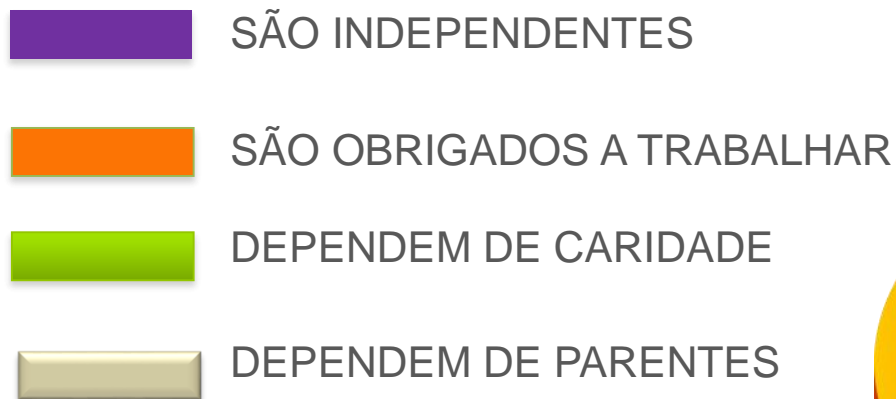 SÃO INDEPENDENTES
SÃO OBRIGADOS A TRABALHAR
DEPENDEM DE CARIDADE
DEPENDEM DE PARENTES